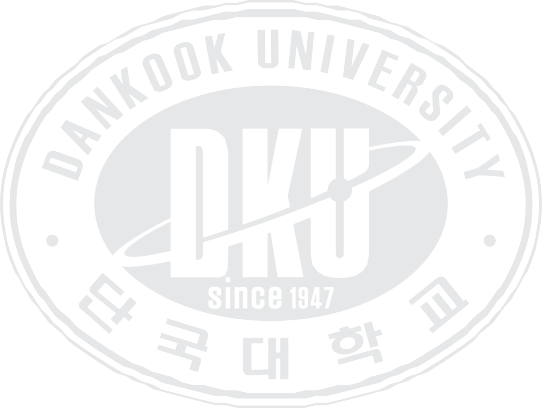 DANKOOK UNIVERSITY
DKU
since 1947
단국대학교